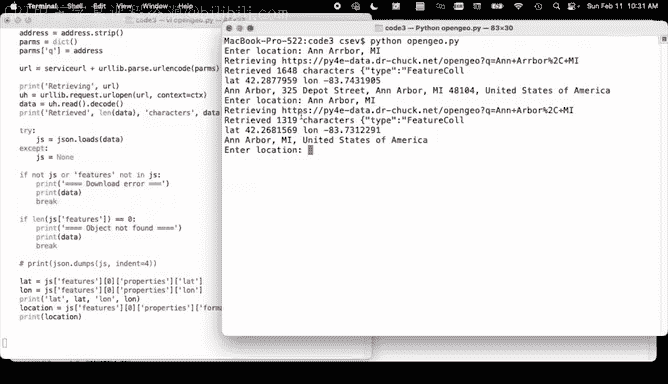 Terminal Shell Edit View Window Help
Sun Feb 11 10:31 AM
code3 — vi opengeo.py — 83×30
address = address.strip()
parms = dict()
parms['q'] = address
url = serviceurl + urllib.parse.urlencode(parms)
print('Retrieving', url)
uh = urllib.request.urlopen(url, context=ctx)
data = uh.read().decode()
print('Retrieved', len(data), 'characters', data
try:
js = json.loads(data)
except:
js = None
if not js or 'features' not in js:
print('==== Download error ===')
print(data)
break
if len(js['features']) == 0:
print('==== Object not found ====')
print(data)
break
# print(json.dumps(js, indent=4))
lat = js['features'][0]['properties']['lat']
lon = js['features'][0]['properties']['lon']
print('lat', lat, 'lon', lon)
location = js['features'][0]['properties']['forma
print(location)
code3 — Python opengeo.py — 83×30
MacBook-Pro-522:code3 csev$ python opengeo.py
Enter location: Ann Arrbor, MI
Retrieving https://py4e-data.dr-chuck.net/opengeo?q=Ann+Arrbor%2C+MI
Retrieved 1648 characters {"type":"FeatureColl
lat 42.2877959 lon -83.7431905
Ann Arbor, 325 Depot Street, Ann Arbor, MI 48104, United States of America
Enter location: Ann Arbor, MI
Retrieving https://py4e-data.dr-chuck.net/opengeo?q=Ann+Arbor%2C+MI
Retrieved 1319 characters {"type":"FeatureColl
lat 42.2681569 lon -83.7312291
Ann Arbor, MI, United States of America
Enter location: